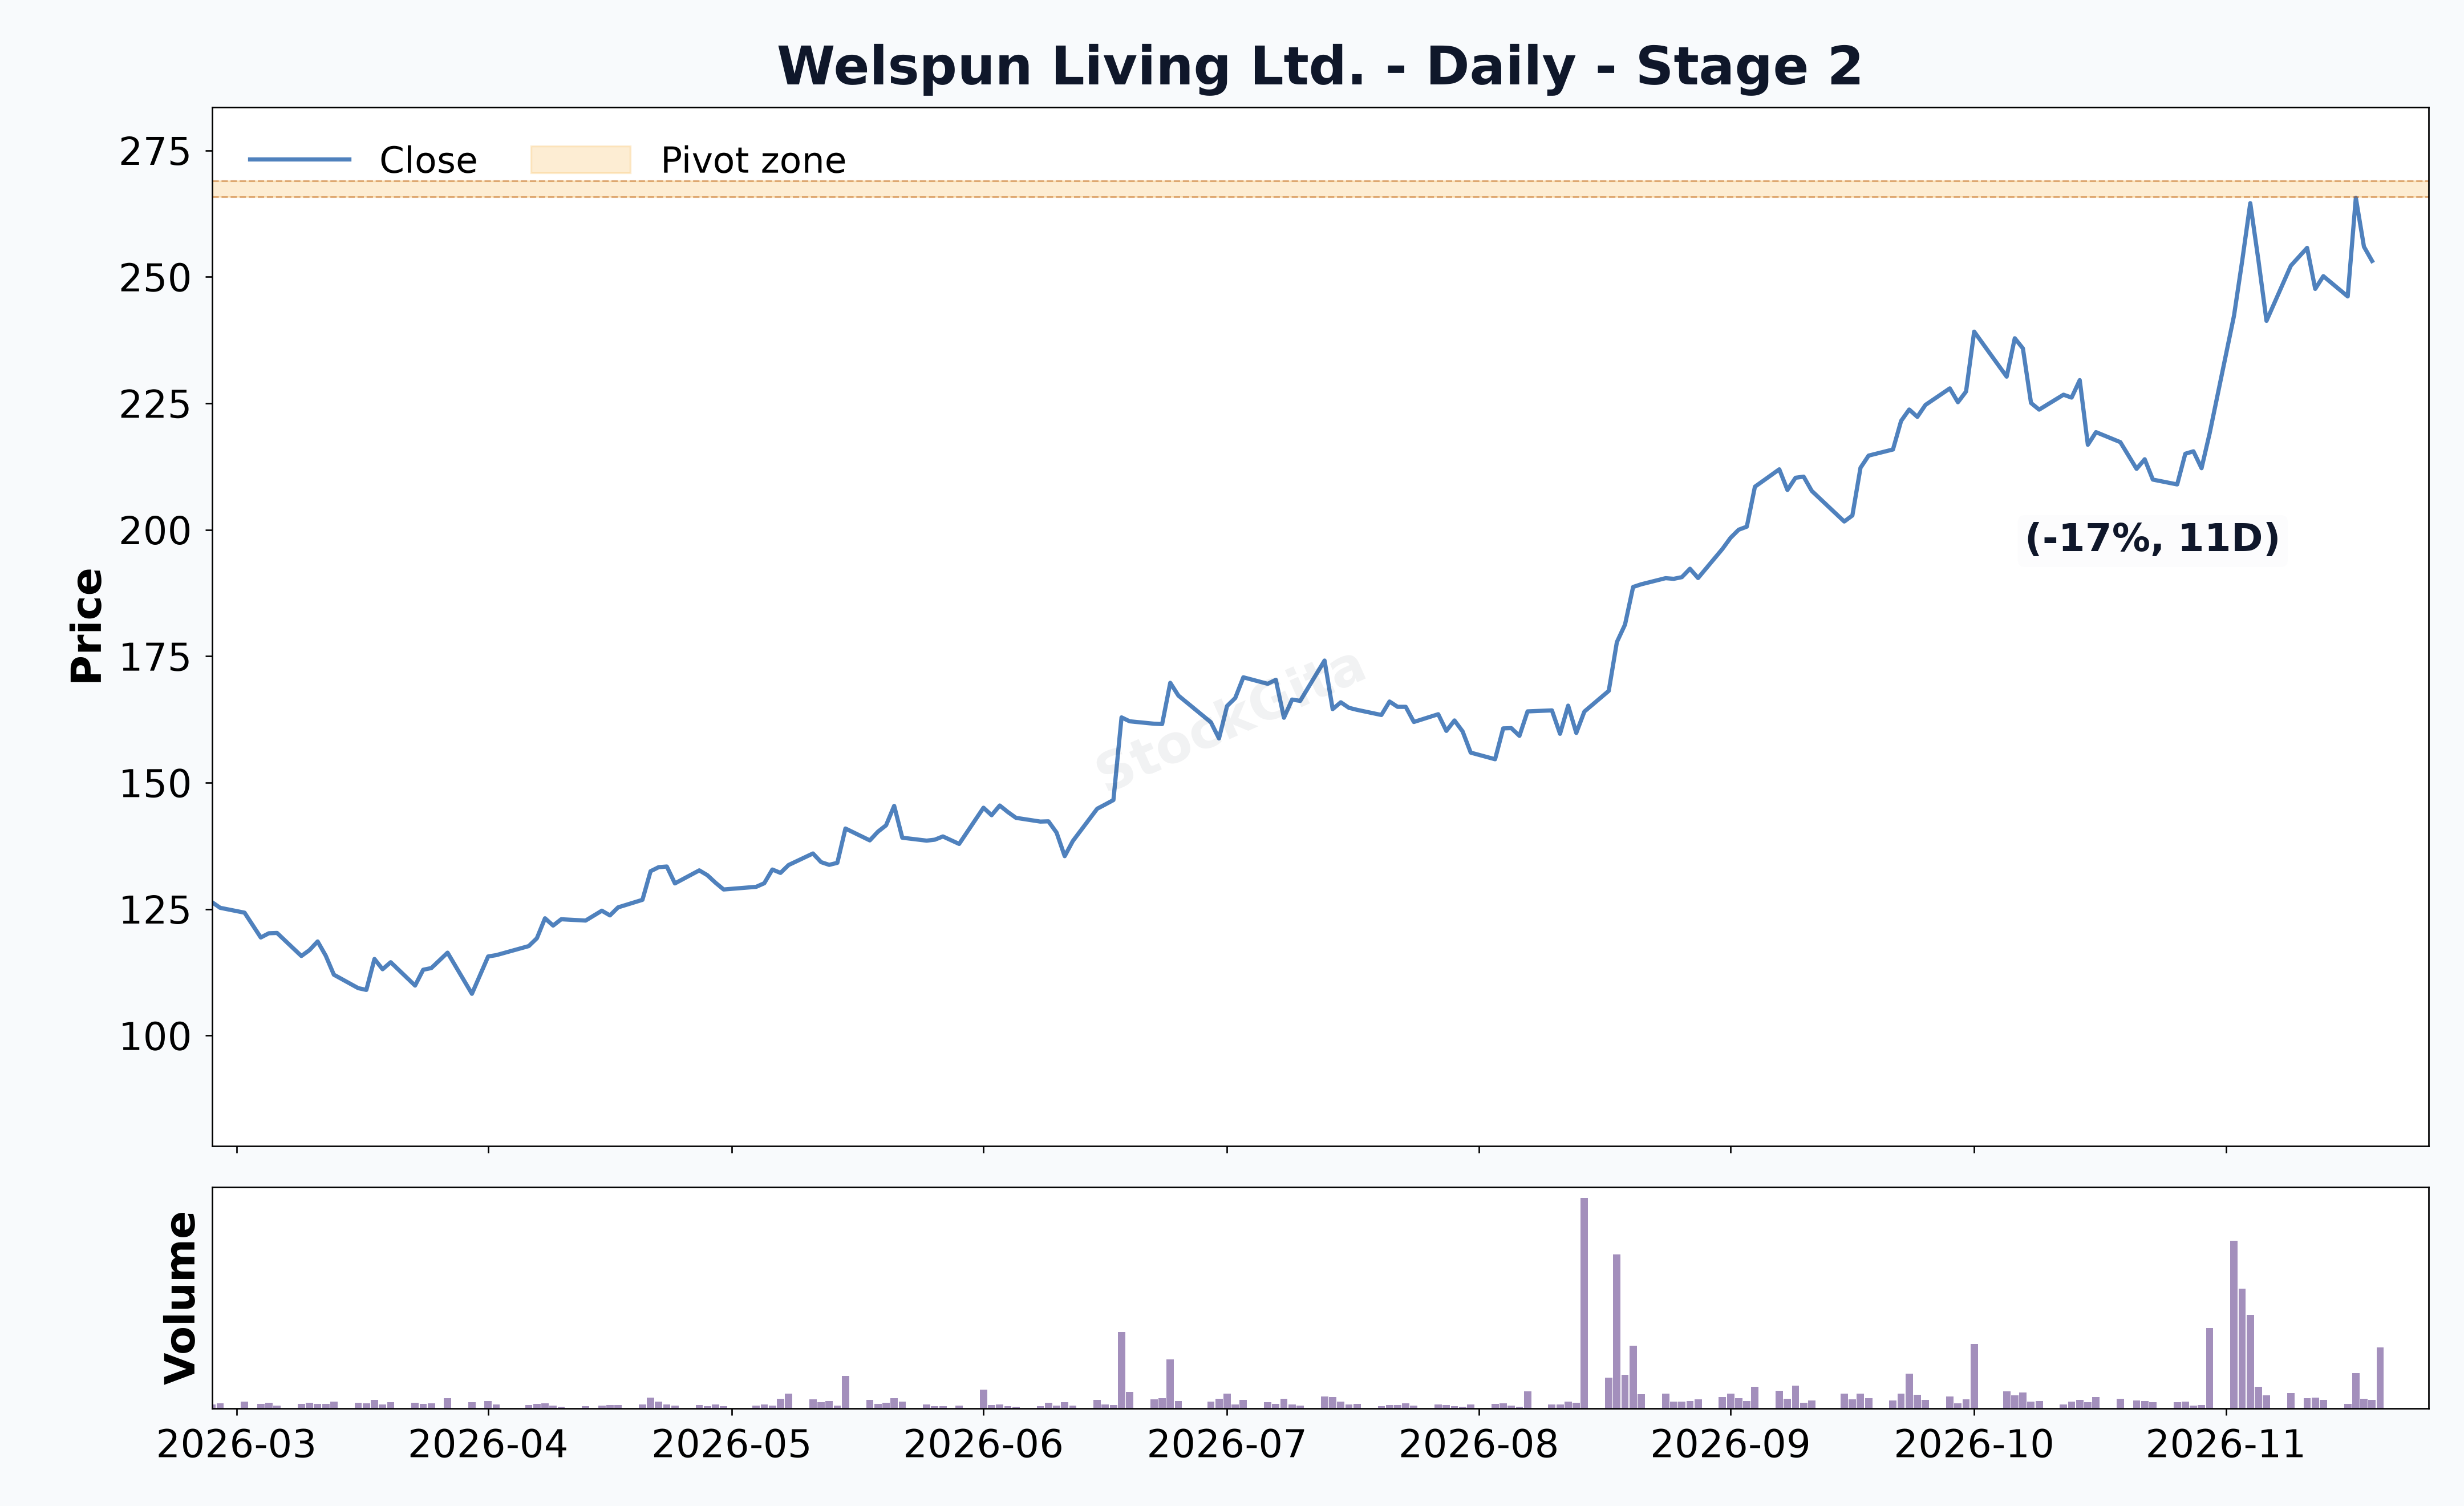 Welspun Living Ltd. - Daily - Stage 2
Close
Pivot zone
275
250
225
200
175
150
125
100
Price
(-17%, 11D)
StockGita
Volume
2026-03
2026-04
2026-05
2026-06
2026-07
2026-08
2026-09
2026-10
2026-11